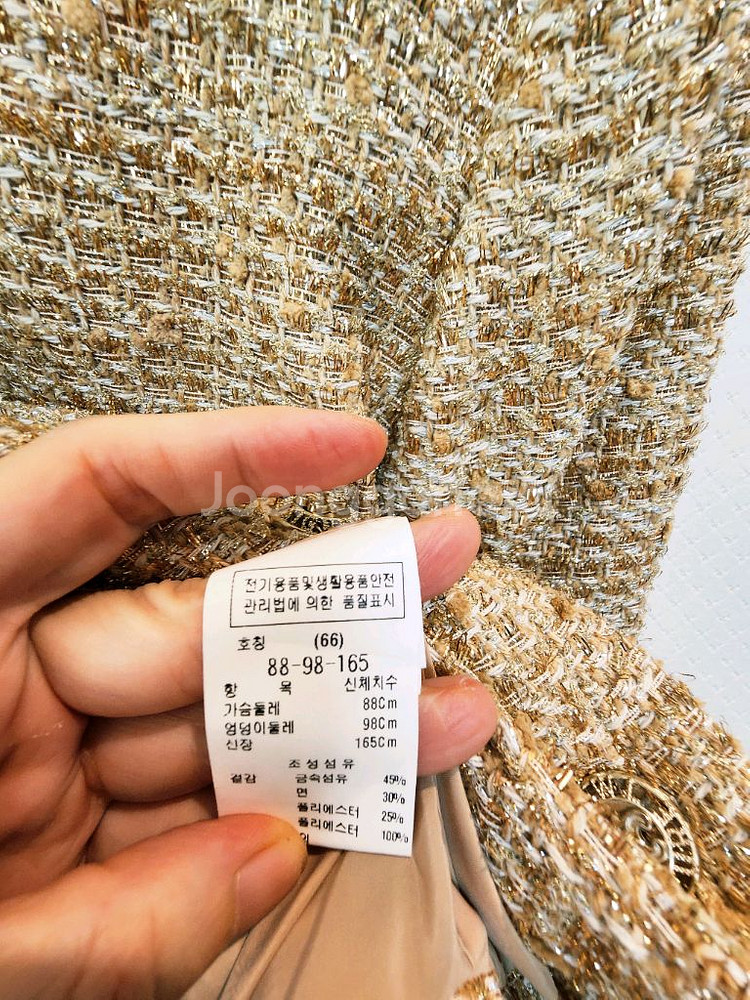 전기용품및생활용품안전
관리법에 의한 품질표시
호칭 (66)
88-98-165
항 목 신체치수
가슴둘레 88Cm
엉덩이둘레 98Cm
신장 165Cm
조성섬유
겉감 금속섬유 45%
면 30%
폴리에스터 25%
폴리에스터 100%